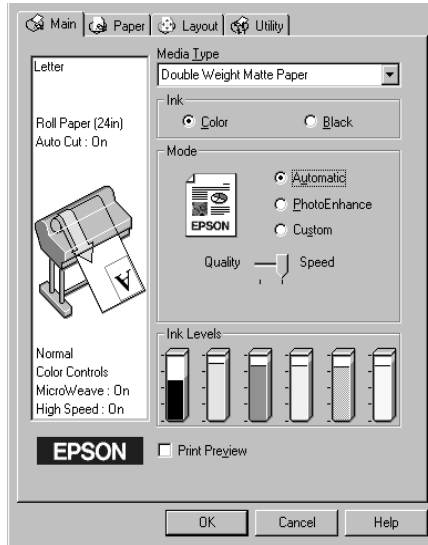 Main Paper Layout Utility
Letter
Roll Paper (24in)
Auto Cut : On
A
Normal
Color Controls
MicroWeave : On
High Speed : On
EPSON
Media Type
Double Weight Matte Paper
Ink
Color Black
Mode
EPSON
Automatic
PhotoEnhance
Custom
Quality Speed
Ink Levels
Print Preview
OK Cancel Help